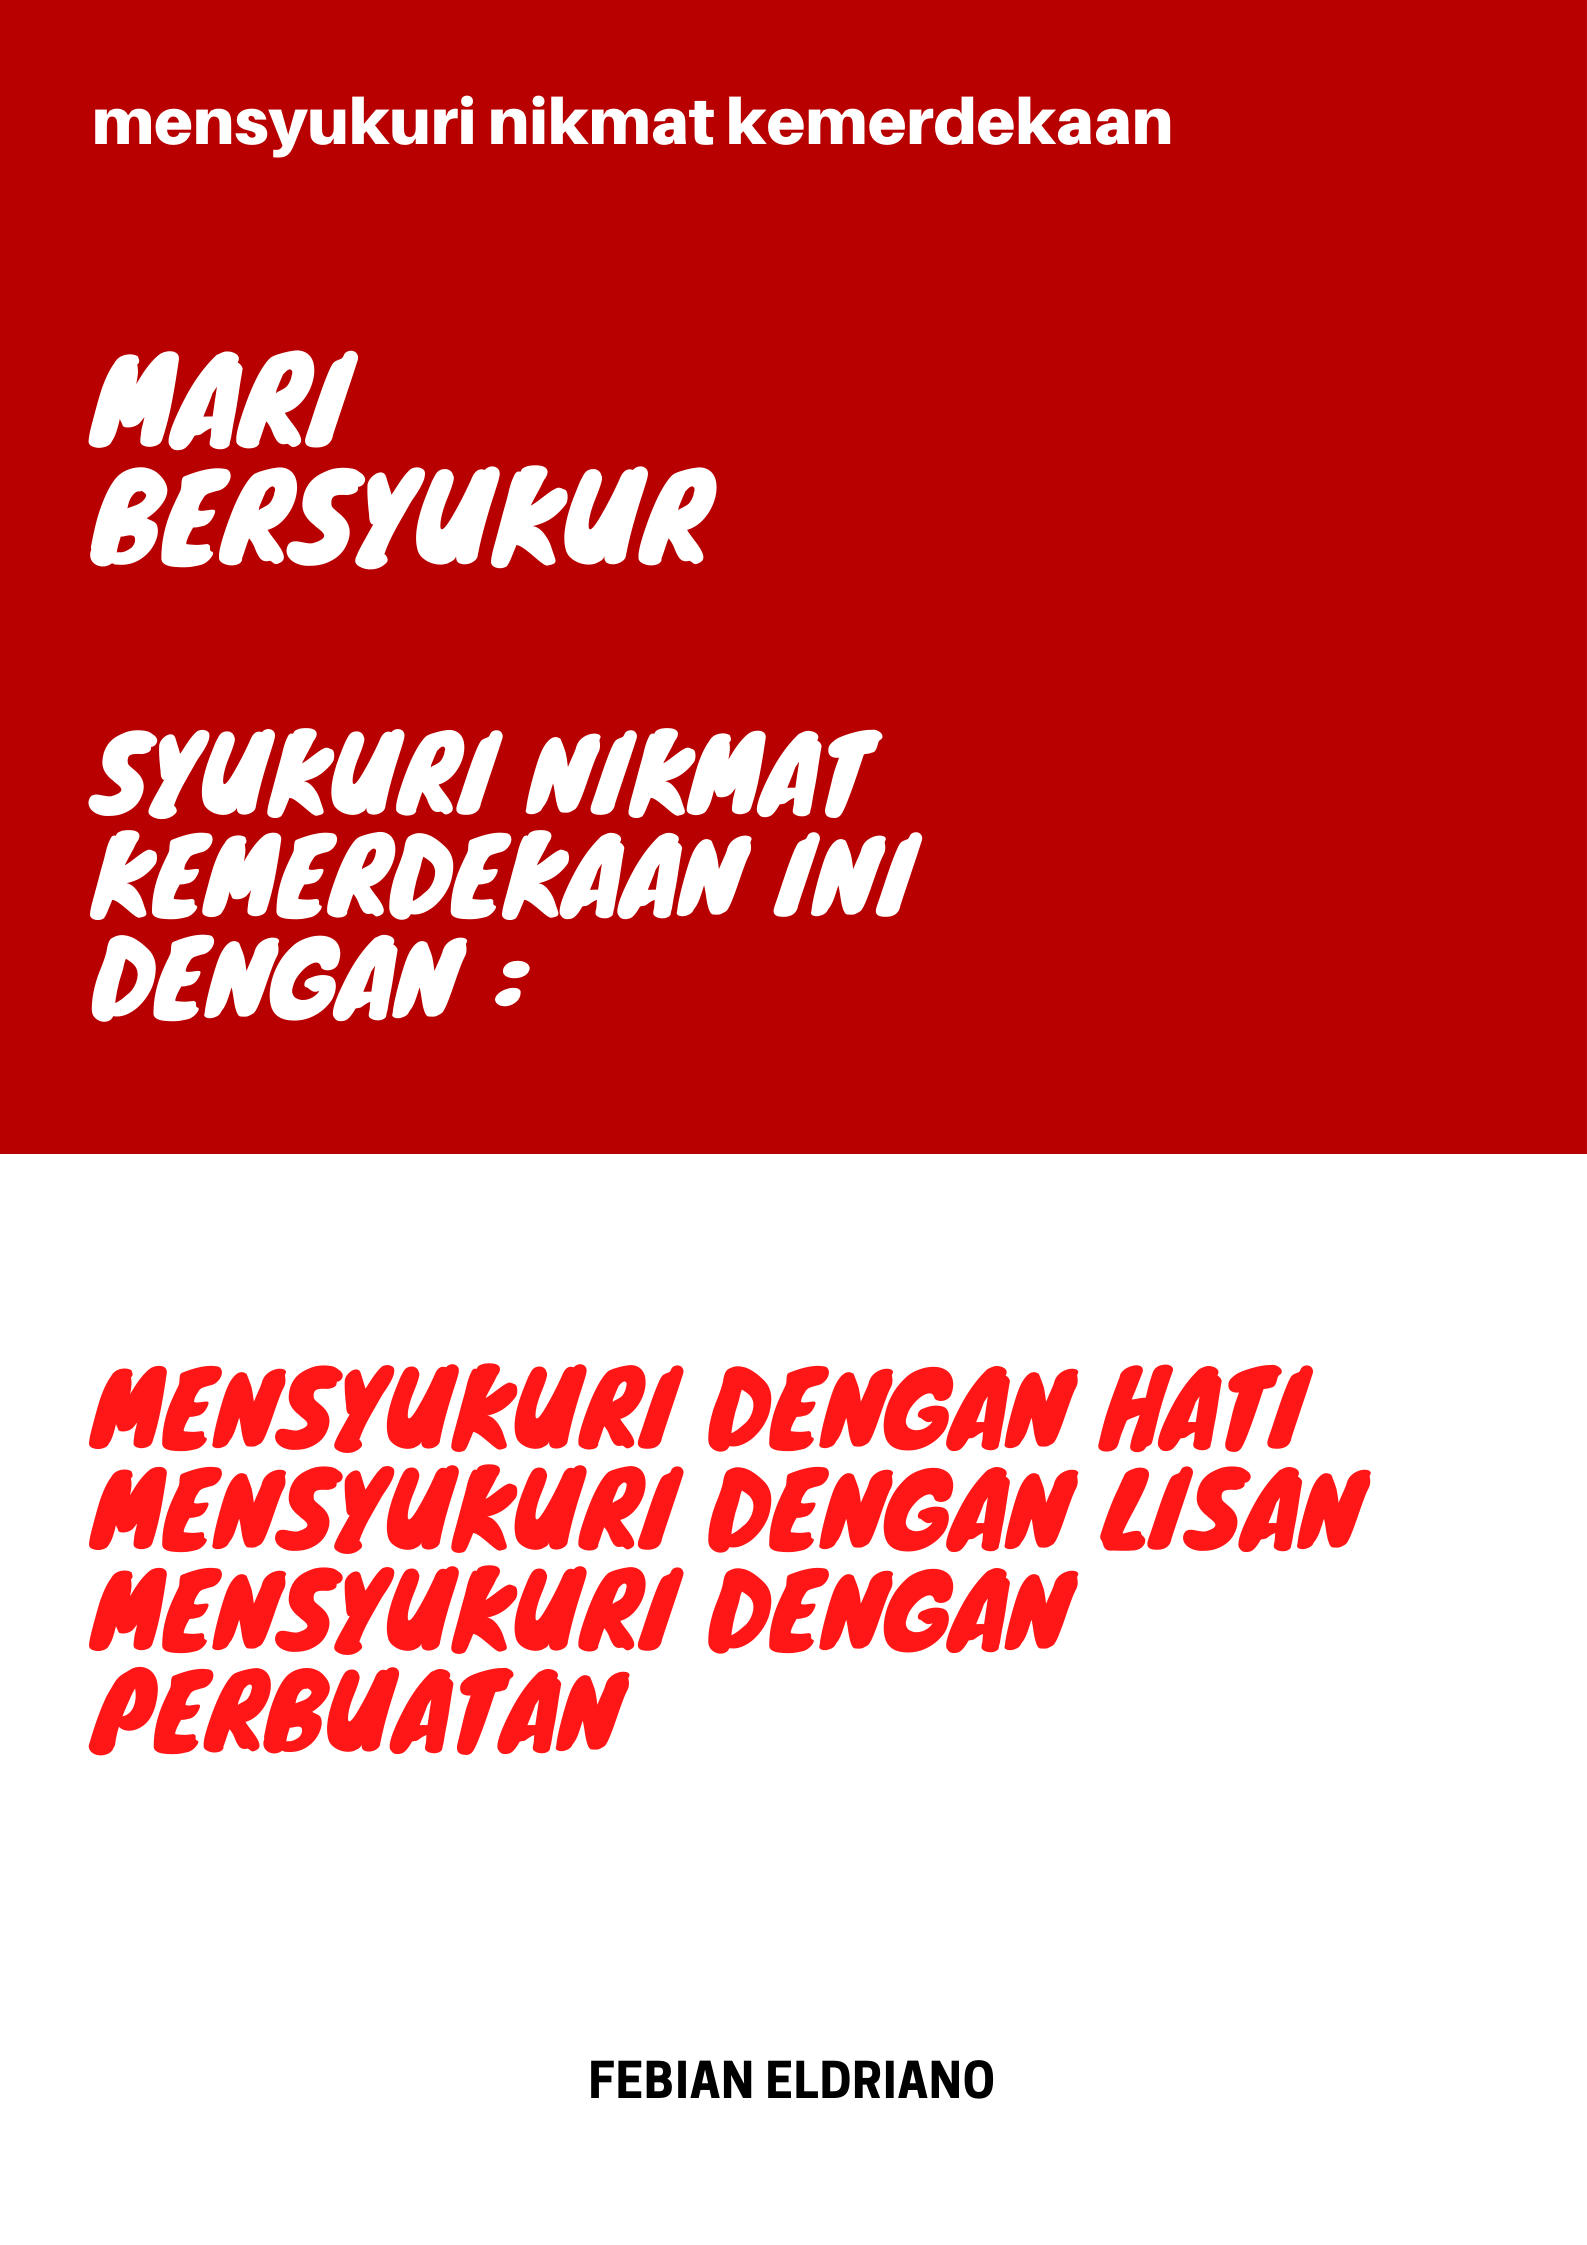 mensyukuri nikmat kemerdekaan
MARI
BERSYUKUR
SYUKURI NIKMAT
KEMERDEKAAN INI
DENGAN :
MENSYUKURI DENGAN HATI
MENSYUKURI DENGAN LISAN
MENSYUKURI DENGAN
PERBUATAN
FEBIAN ELDRIANO